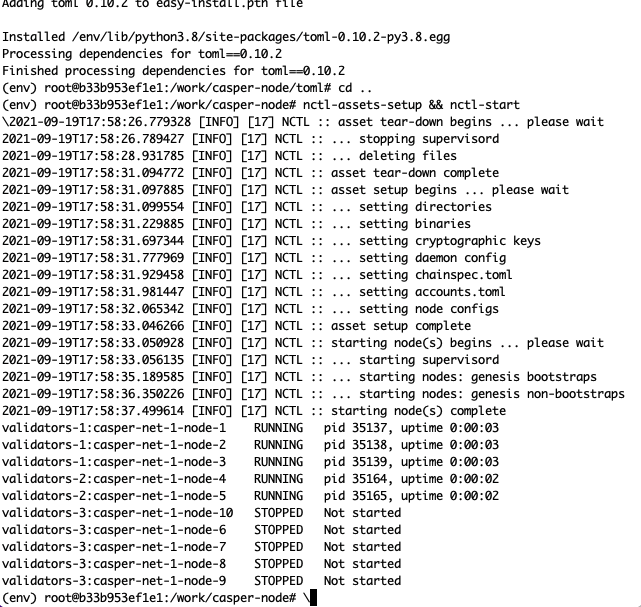 Adding toml 0.10.2 to easy-install.pth file
Installed /env/lib/python3.8/site-packages/toml-0.10.2-py3.8.egg
Processing dependencies for toml==0.10.2
Finished processing dependencies for toml==0.10.2
(env) root@b33b953ef1e1:/work/casper-node/toml# cd ..
(env) root@b33b953ef1e1:/work/casper-node# nctl-assets-setup && nctl-start
\2021-09-19T17:58:26.779328 [INFO] [17] NCTL :: asset tear-down begins ... please wait
2021-09-19T17:58:26.789427 [INFO] [17] NCTL :: ... stopping supervisord
2021-09-19T17:58:28.931785 [INFO] [17] NCTL :: ... deleting files
2021-09-19T17:58:31.094772 [INFO] [17] NCTL :: asset tear-down complete
2021-09-19T17:58:31.097885 [INFO] [17] NCTL :: asset setup begins ... please wait
2021-09-19T17:58:31.099554 [INFO] [17] NCTL :: ... setting directories
2021-09-19T17:58:31.229885 [INFO] [17] NCTL :: ... setting binaries
2021-09-19T17:58:31.697344 [INFO] [17] NCTL :: ... setting cryptographic keys
2021-09-19T17:58:31.777969 [INFO] [17] NCTL :: ... setting daemon config
2021-09-19T17:58:31.929458 [INFO] [17] NCTL :: ... setting chainspec.toml
2021-09-19T17:58:31.981447 [INFO] [17] NCTL :: ... setting accounts.toml
2021-09-19T17:58:32.065342 [INFO] [17] NCTL :: ... setting node configs
2021-09-19T17:58:33.046266 [INFO] [17] NCTL :: asset setup complete
2021-09-19T17:58:33.050928 [INFO] [17] NCTL :: starting node(s) begins ... please wait
2021-09-19T17:58:33.056135 [INFO] [17] NCTL :: ... starting supervisord
2021-09-19T17:58:35.189585 [INFO] [17] NCTL :: ... starting nodes: genesis bootstraps
2021-09-19T17:58:36.350226 [INFO] [17] NCTL :: ... starting nodes: genesis non-bootstraps
2021-09-19T17:58:37.499614 [INFO] [17] NCTL :: starting node(s) complete
validators-1:casper-net-1-node-1    RUNNING   pid 35137, uptime 0:00:03
validators-1:casper-net-1-node-2    RUNNING   pid 35138, uptime 0:00:03
validators-1:casper-net-1-node-3    RUNNING   pid 35139, uptime 0:00:03
validators-2:casper-net-1-node-4    RUNNING   pid 35164, uptime 0:00:02
validators-2:casper-net-1-node-5    RUNNING   pid 35165, uptime 0:00:02
validators-3:casper-net-1-node-10   STOPPED   Not started
validators-3:casper-net-1-node-6    STOPPED   Not started
validators-3:casper-net-1-node-7    STOPPED   Not started
validators-3:casper-net-1-node-8    STOPPED   Not started
validators-3:casper-net-1-node-9    STOPPED   Not started
(env) root@b33b953ef1e1:/work/casper-node# \